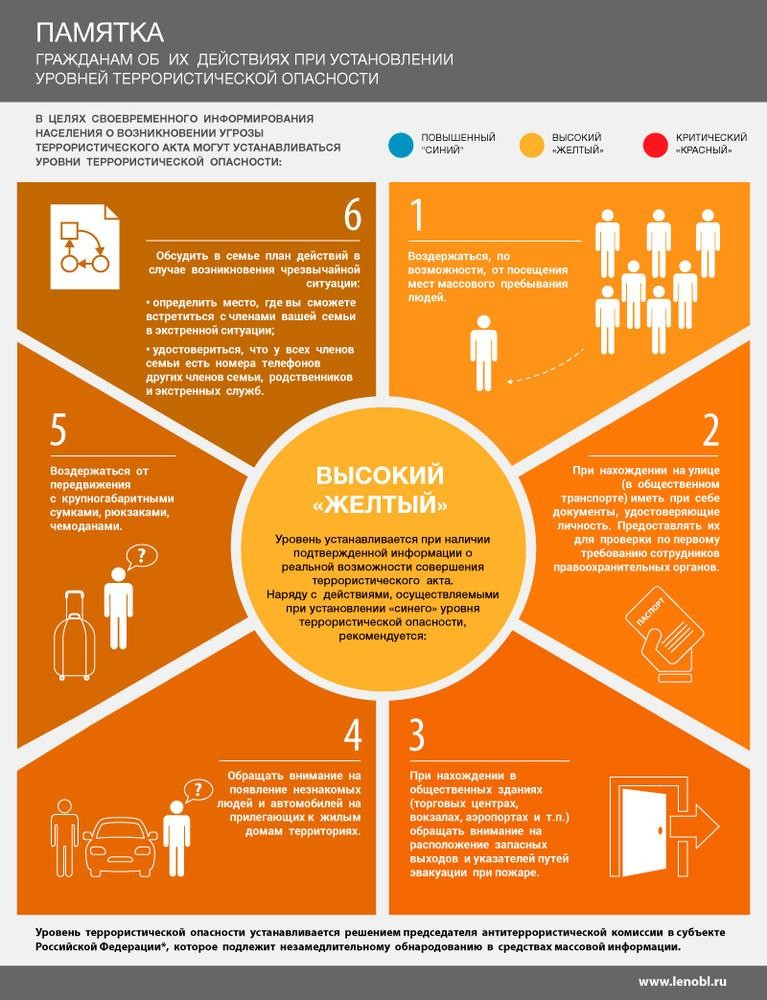 ПАМЯТКА
ГРАЖДАНАМ ОБ ИХ ДЕЙСТВИЯХ ПРИ УСТАНОВЛЕНИИ
УРОВНЕЙ ТЕРРОРИСТИЧЕСКОЙ ОПАСНОСТИ
В ЦЕЛЯХ СВОЕВРЕМЕННОГО ИНФОРМИРОВАНИЯ
НАСЕЛЕНИЯ О ВОЗНИКНОВЕНИИ УГРОЗЫ
ТЕРРОРИСТИЧЕСКОГО АКТА МОГУТ УСТАНАВЛИВАТЬСЯ
УРОВНИ ТЕРРОРИСТИЧЕСКОЙ ОПАСНОСТИ:
ПОВЫШЕННЫЙ
"СИНИЙ"
ВЫСОКИЙ
«ЖЕЛТЫЙ»
КРИТИЧЕСКИЙ
«КРАСНЫЙ»
1
Воздержаться, по
возможности, от посещения
мест массового пребывания
людей.
2
При нахождении на улице
(в общественном
транспорте) иметь при себе
документы, удостоверяющие
личность. Предоставлять их
для проверки по первому
требованию сотрудников
правоохранительных органов.
ПАСПОРТ
3
При нахождении в
общественных зданиях
(торговых центрах,
вокзалах, аэропортах и т.п.)
обращать внимание на
расположение запасных
выходов и указателей путей
эвакуации при пожаре.
4
Обращать внимание на
появление незнакомых
людей и автомобилей на
прилегающих к жилым
домам территориях.
?
5
Воздержаться от
передвижения
с крупногабаритными
сумками, рюкзаками,
чемоданами.
?
6
Обсудить в семье план действий в
случае возникновения чрезвычайной
ситуации:
• определить место, где вы сможете
встретиться с членами вашей семьи
в экстренной ситуации;
• удостовериться, что у всех членов
семьи есть номера телефонов
других членов семьи, родственников
и экстренных служб.
ВЫСОКИЙ
«ЖЕЛТЫЙ»
Уровень устанавливается при наличии
подтвержденной информации о
реальной возможности совершения
террористического акта.
Наряду с действиями, осуществляемыми
при установлении «синего» уровня
террористической опасности,
рекомендуется:
Уровень террористической опасности устанавливается решением председателя антитеррористической комиссии в субъекте
Российской Федерации*, которое подлежит незамедлительному обнародованию в средствах массовой информации.
www.lenobl.ru